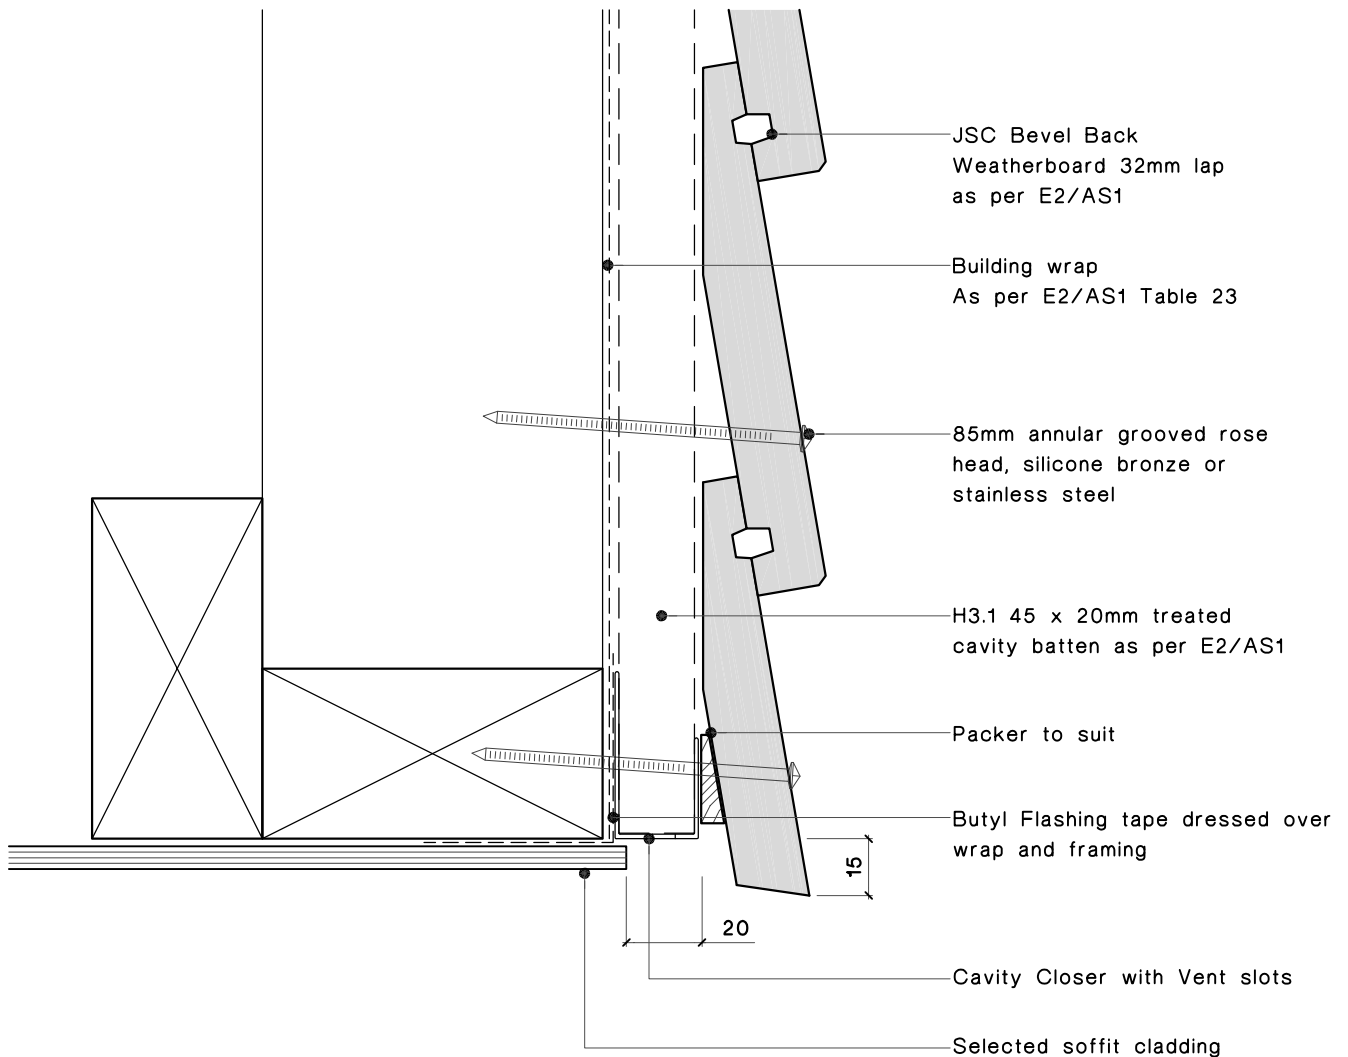 JSC Bevel Back
Weatherboard 32mm lap
as per E2/AS1
Building wrap
As per E2/AS1 Table 23
85mm annular grooved rose
head, silicone bronze or
stainless steel
H3.1 45 x 20mm treated
cavity batten as per E2/AS1
Packer to suit
Butyl Flashing tape dressed over
wrap and framing
15
20
Cavity Closer with Vent slots
Selected soffit cladding